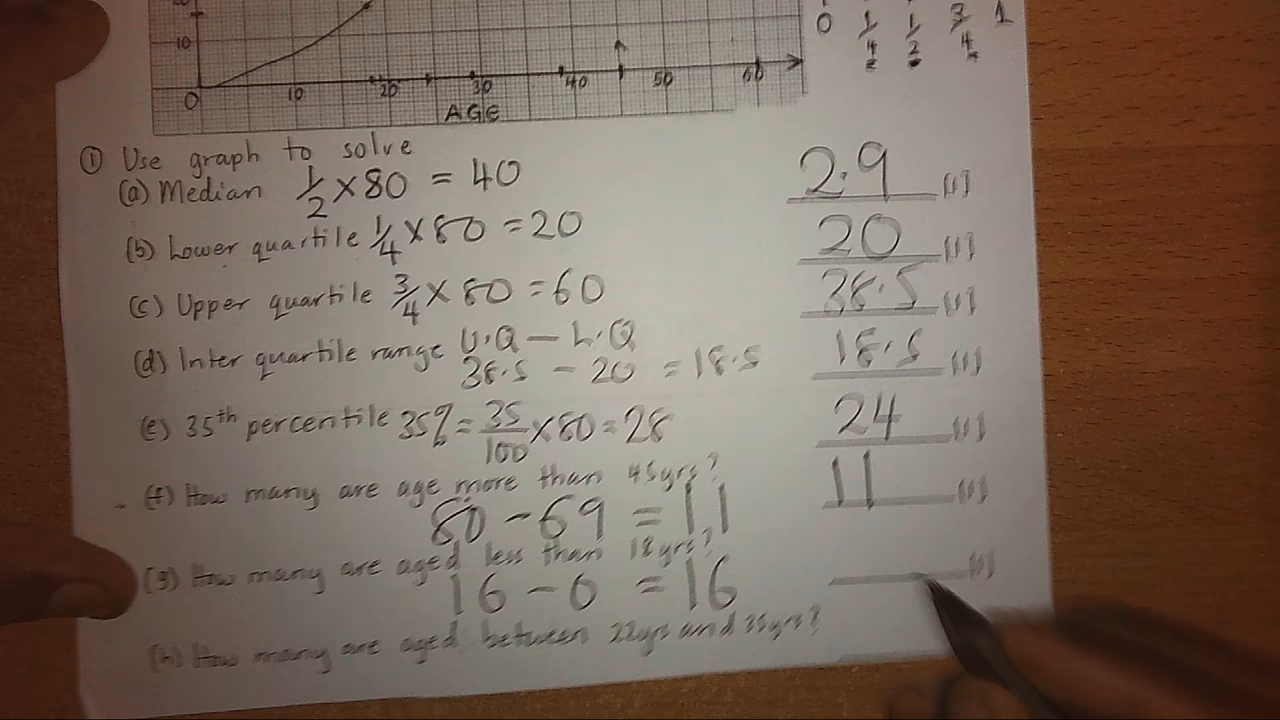 10
0 10 20 30 40 50 60
AGE
0 1/4 1/2 3/4 1
① Use graph to solve
(a) Median 1/2 × 80 = 40 2.9 [1]
(b) Lower quartile 1/4 × 80 = 20 20 [1]
(c) Upper quartile 3/4 × 80 = 60 38.5 [1]
(d) Inter quartile range U.Q — L.Q 18.5 [1]
38.5 - 20 = 18.5
(e) 35th percentile 35% = 35/100 × 80 = 28 24 [1]
(f) How many are age more than 45yrs? 11 [1]
80 - 69 = 11
(g) How many are aged less than 18yrs? [1]
16 - 0 = 16
(h) How many are aged between 22yrs and 35yrs?